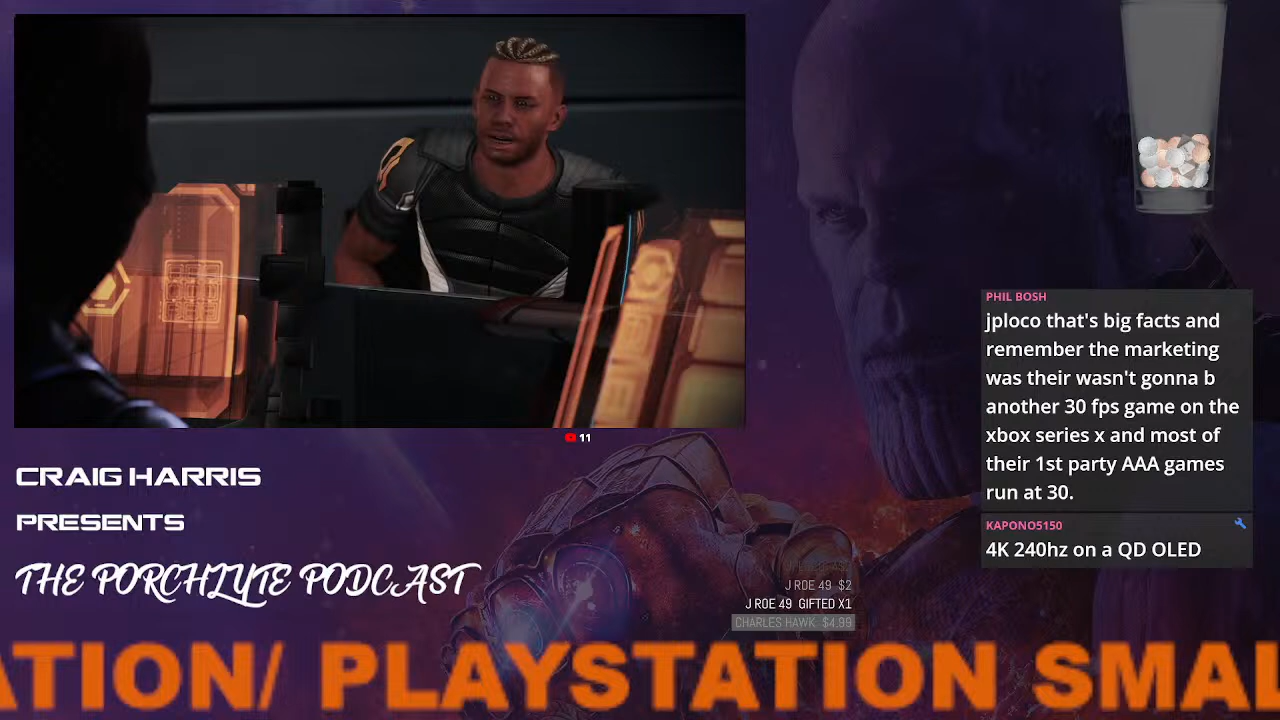 11
CRAIG HARRIS
PRESENTS
THE PORCHLYTE PODCAST
PHIL BOSH
jploco that's big facts and
remember the marketing
was their wasn't gonna b
another 30 fps game on the
xbox series x and most of
their 1st party AAA games
run at 30.
KAPONO5150
4K 240hz on a QD OLED
J ROE 49 $2
J ROE 49 GIFTED X1
CHARLES HAWK $4.99
ATION/ PLAYSTATION SMAL